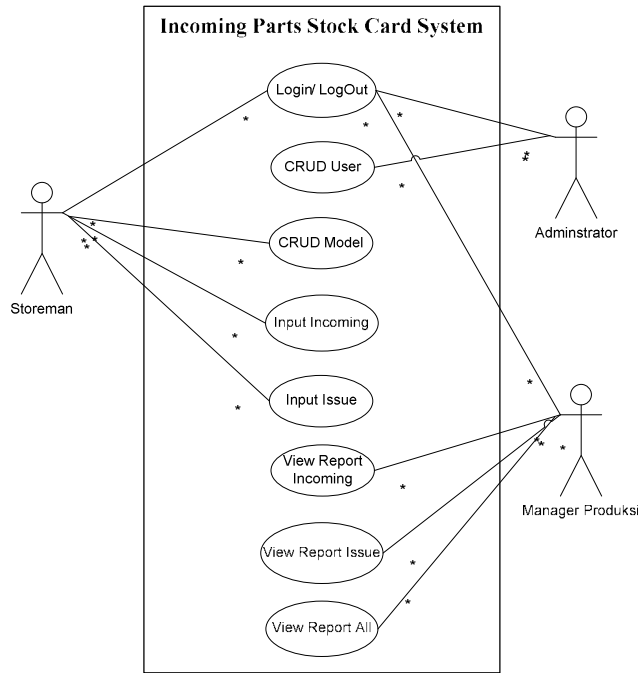 Incoming Parts Stock Card System
Login/ LogOut
CRUD User
Adminstrator
CRUD Model
Storeman
Input Incoming
Input Issue
View Report
Incoming
Manager Produksi
View Report Issue
View Report All